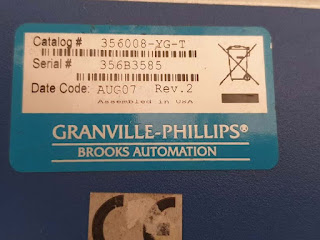 Catalog # 356008-YG-T
Serial # 356B3585
Date Code: AUG07 Rev.2
Assembled in USA
GRANVILLE-PHILLIPS®
BROOKS AUTOMATION